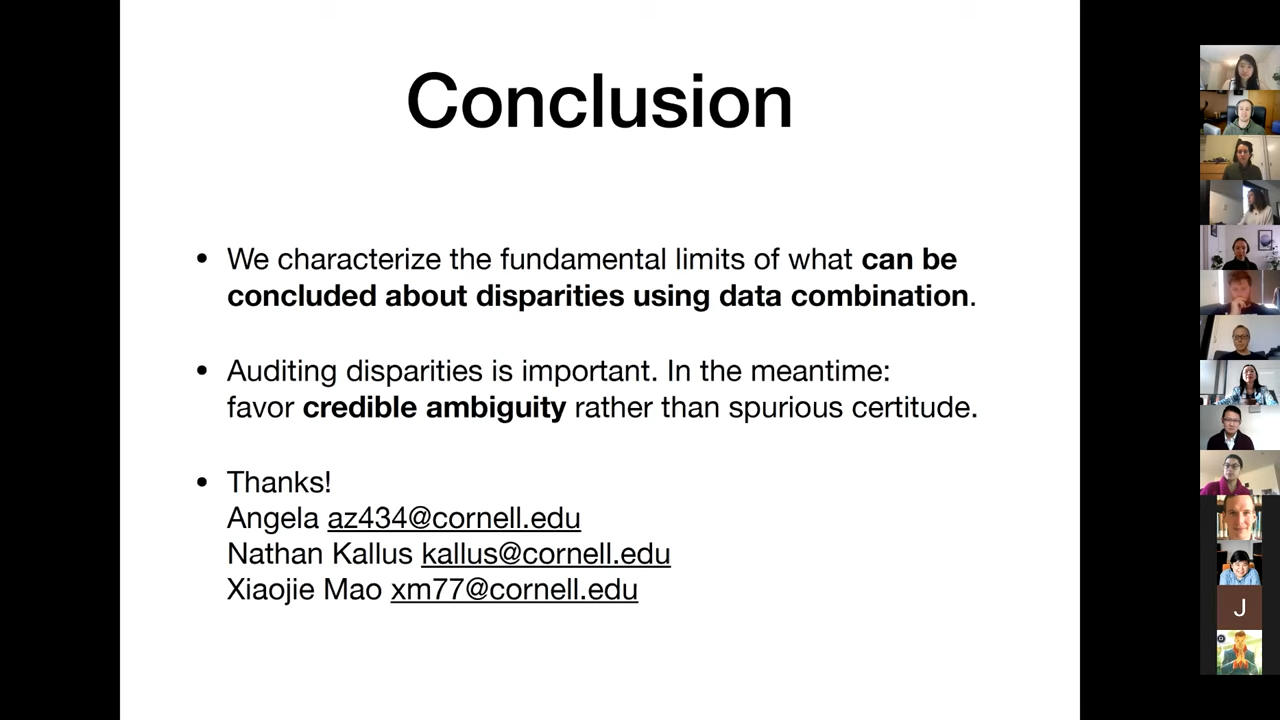 Conclusion
• We characterize the fundamental limits of what can be
concluded about disparities using data combination.
• Auditing disparities is important. In the meantime:
favor credible ambiguity rather than spurious certitude.
• Thanks!
Angela az434@cornell.edu
Nathan Kallus kallus@cornell.edu
Xiaojie Mao xm77@cornell.edu
J